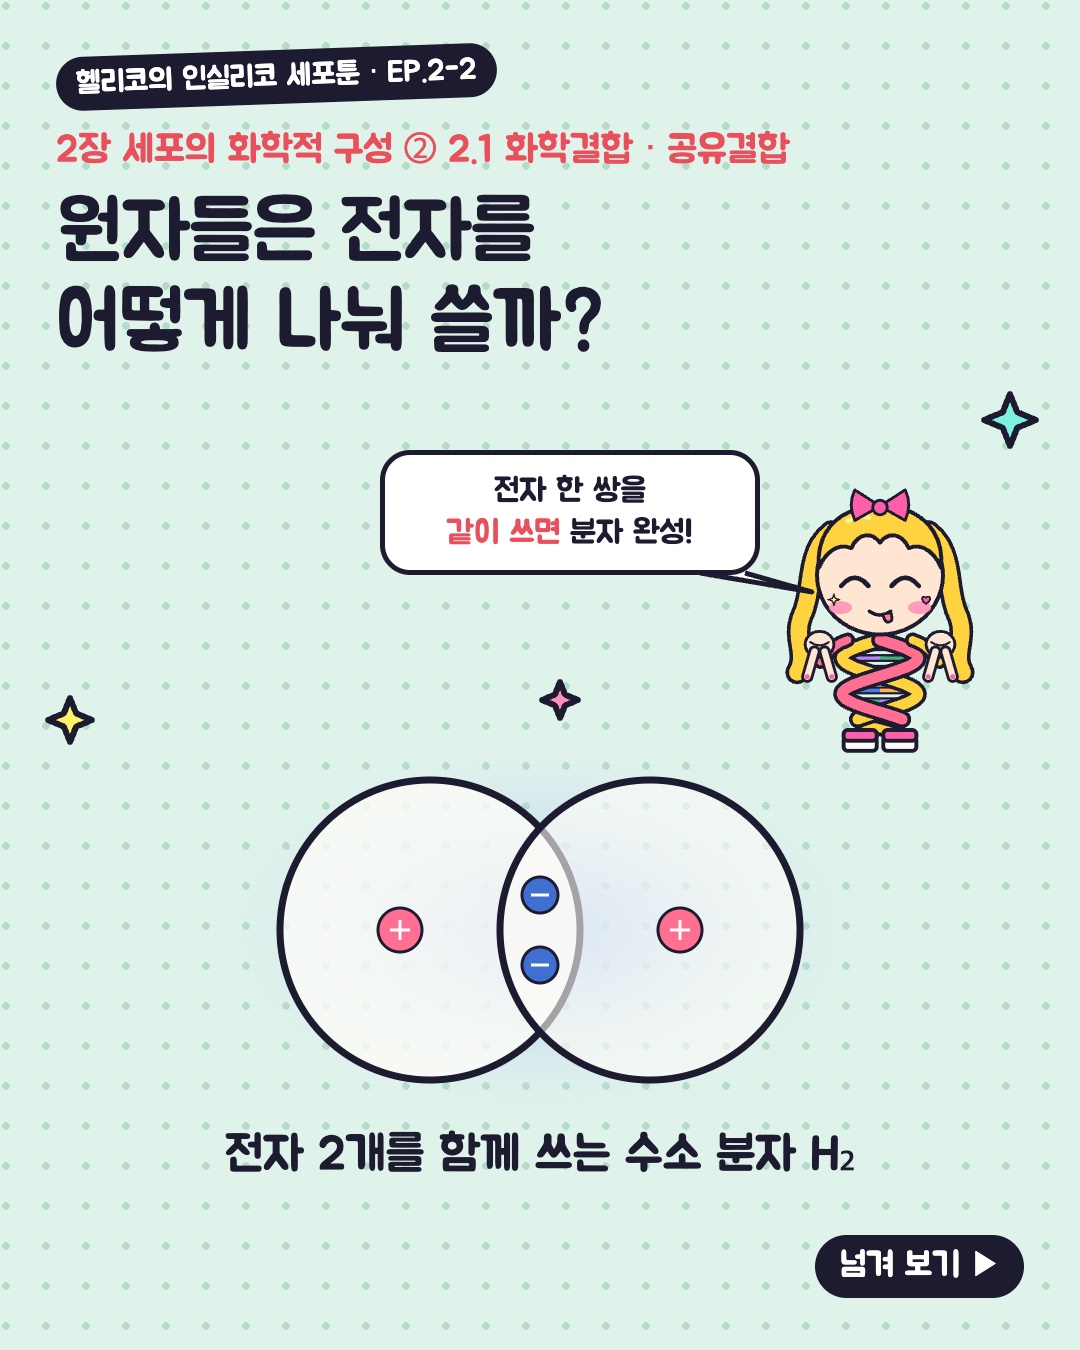 헬리코의 인실리코 세포툰 · EP.2-2
2장 세포의 화학적 구성 ② 2.1 화학결합 · 공유결합
원자들은 전자를
어떻게 나눠 쓸까?
전자 한 쌍을
같이 쓰면 분자 완성!
+
−
+
−
전자 2개를 함께 쓰는 수소 분자 H₂
넘겨 보기 ▶